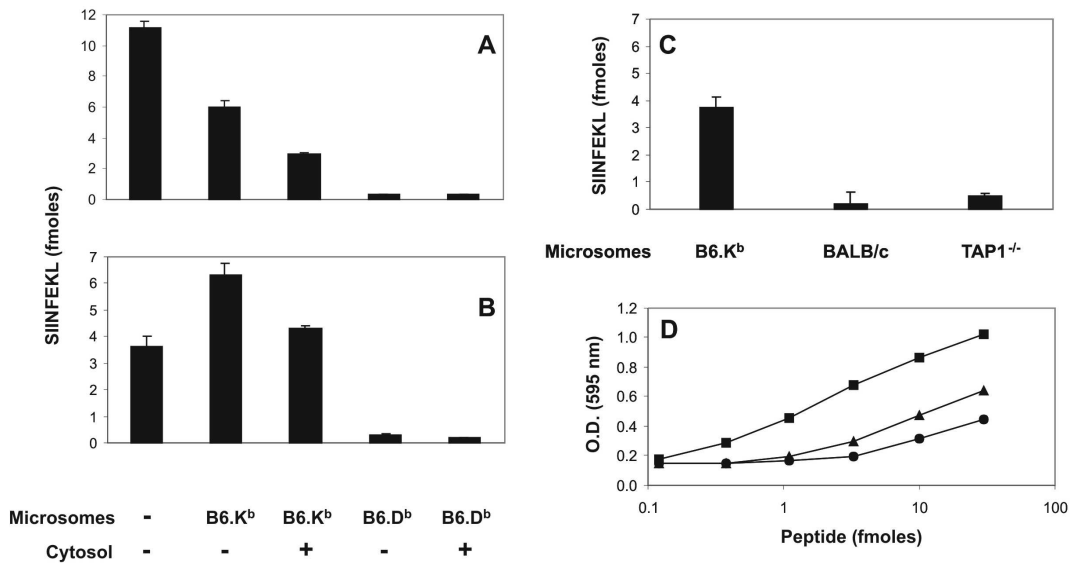 A
12
10
8
6
4
2
0
SIINFEKL (fmoles)
B
7
6
5
4
3
2
1
0
Microsomes - B6.Kᵇ B6.Kᵇ B6.Dᵇ B6.Dᵇ
Cytosol - - + - +
C
7
6
5
4
3
2
1
0
SIINFEKL (fmoles)
Microsomes B6.Kᵇ BALB/c TAP1⁻/⁻
D
1.2
1.0
0.8
0.6
0.4
0.2
0.0
O.D. (595 nm)
0.1 1 10 100
Peptide (fmoles)